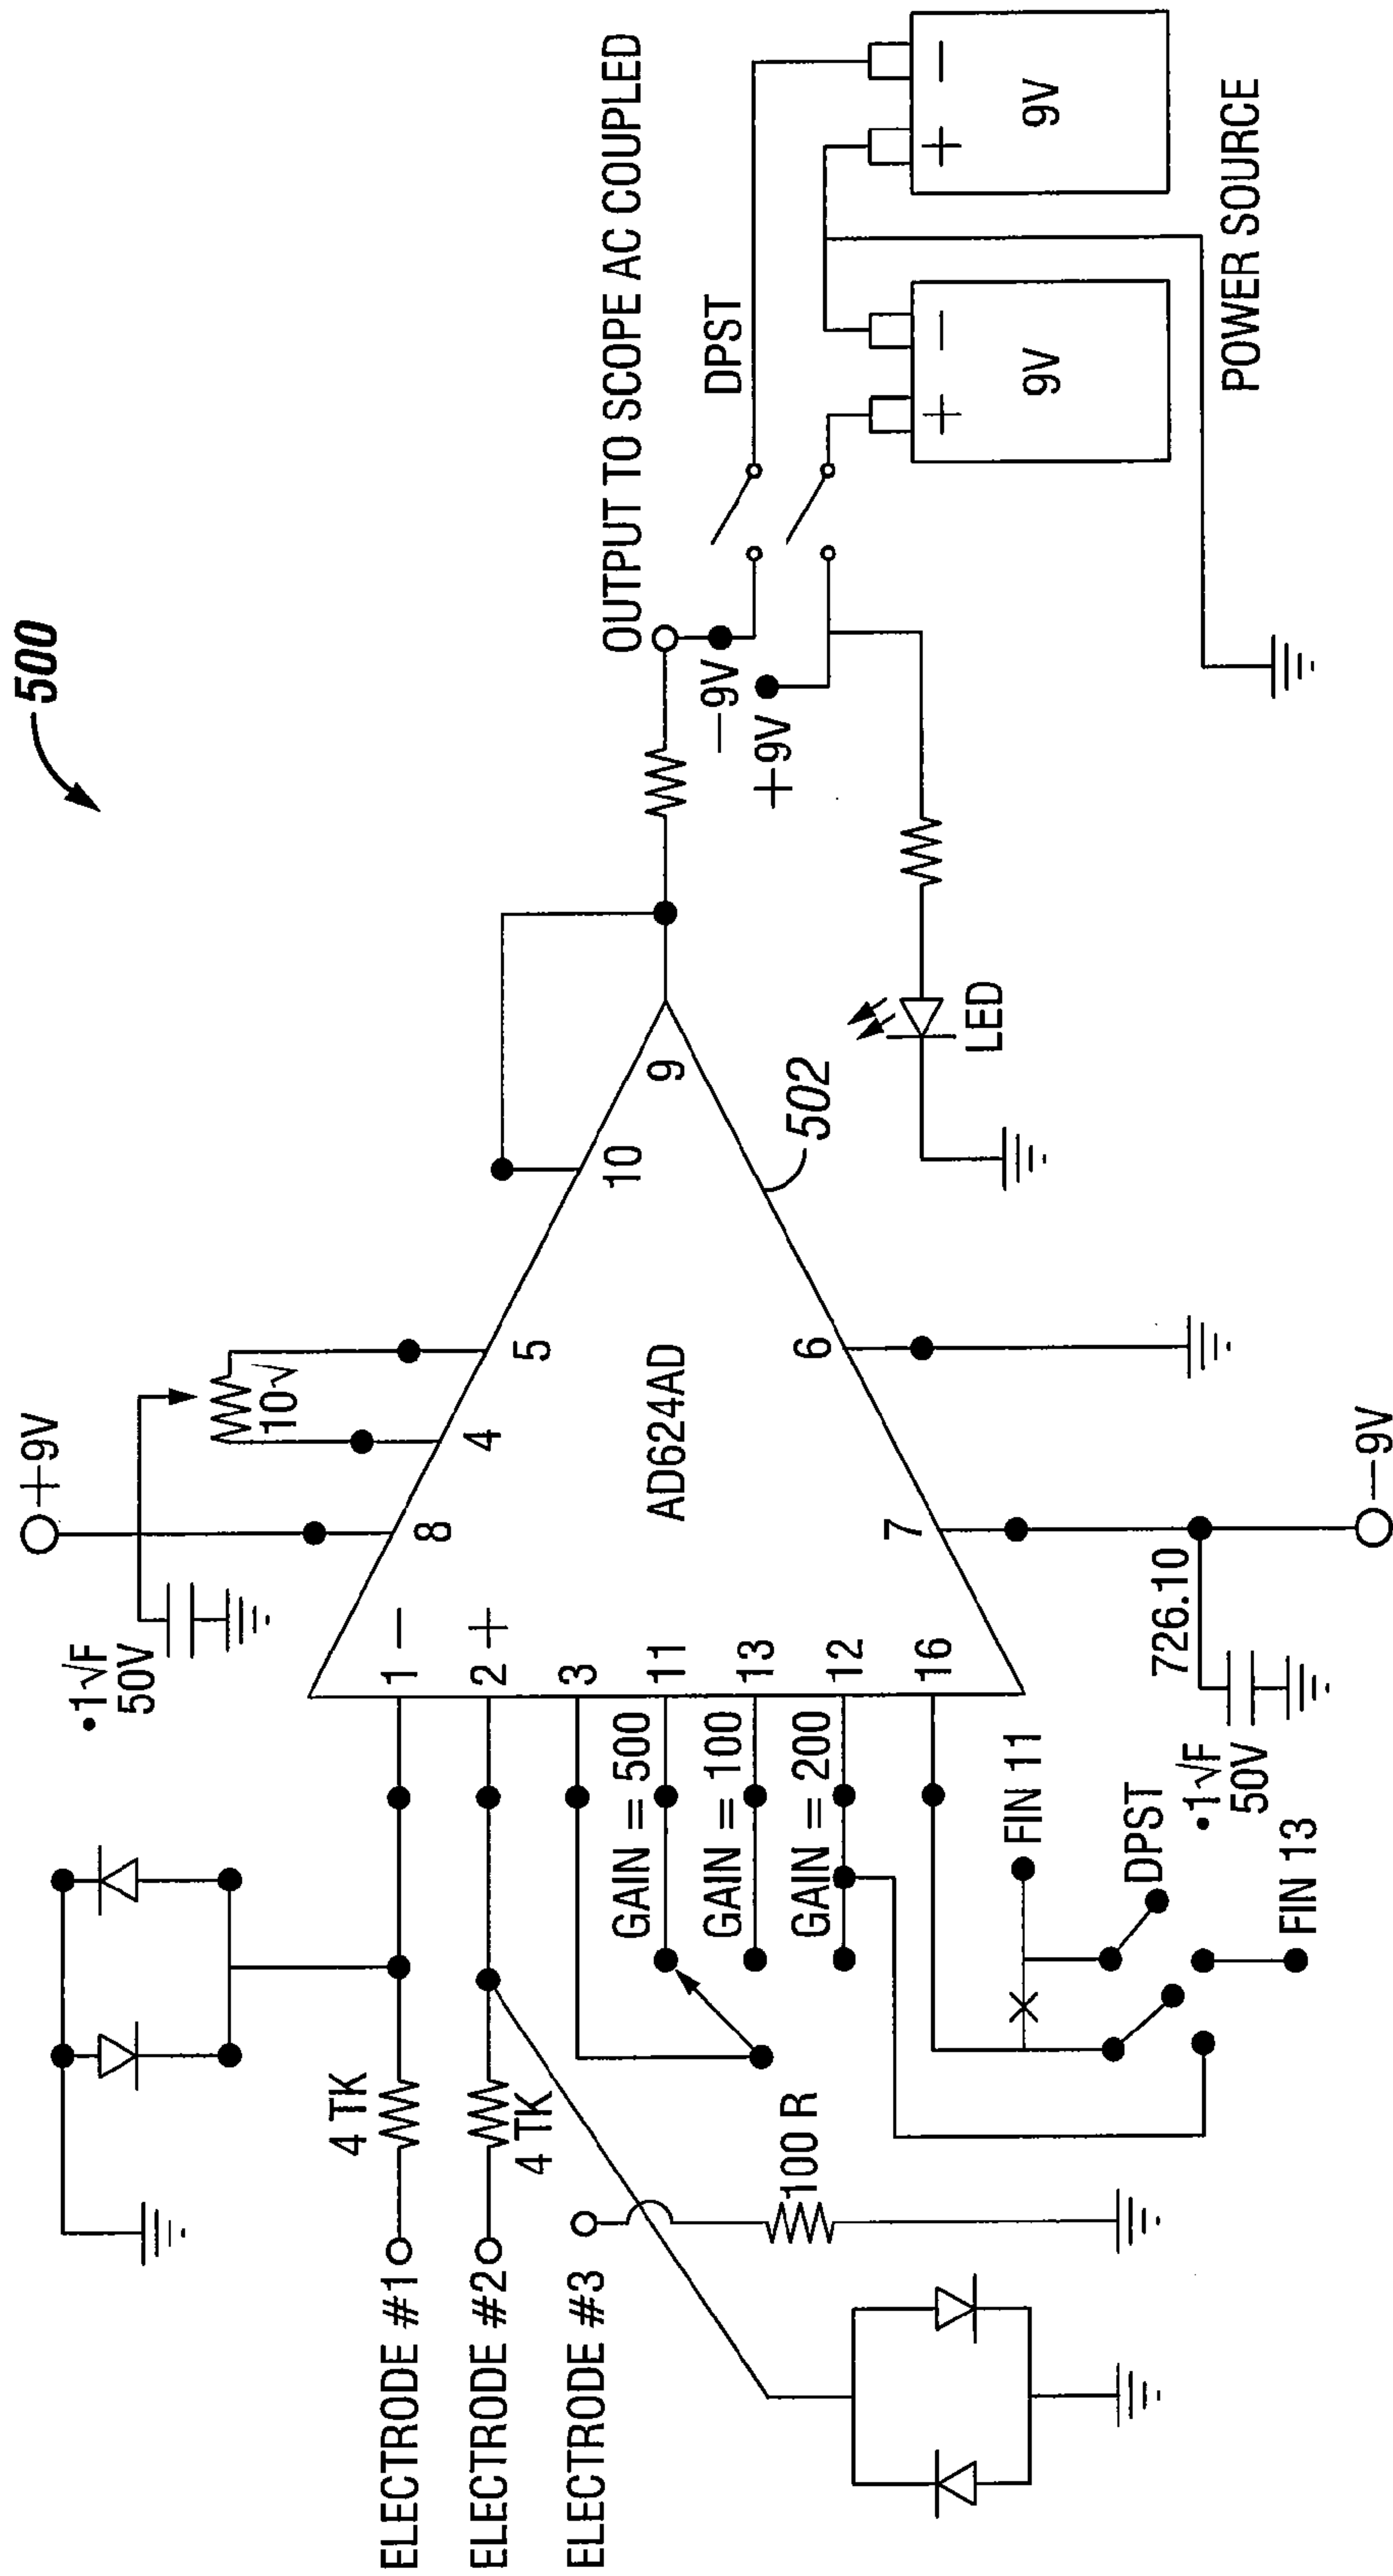 500
+9V
•1√F
50V
10√
8
4
5
10
9
1 −
2 +
3
11
13
12
16
7
6
AD624AD
502
4 TK
4 TK
ELECTRODE #1
ELECTRODE #2
ELECTRODE #3
100 R
GAIN = 500
GAIN = 100
GAIN = 200
FIN 11
DPST
FIN 13
726.10
•1√F
50V
−9V
LED
OUTPUT TO SCOPE AC COUPLED
−9V
+9V
DPST
+ −
9V
+ −
9V
POWER SOURCE